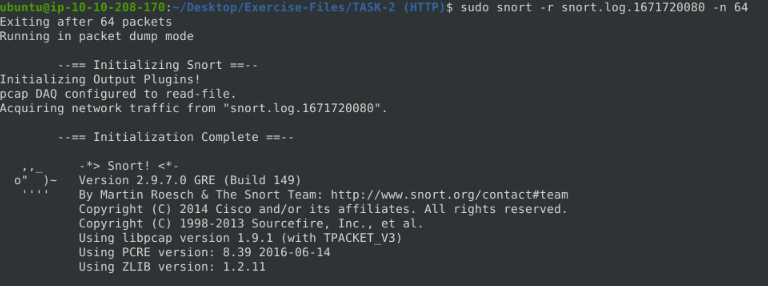 ubuntu@ip-10-10-208-170:~/Desktop/Exercise-Files/TASK-2 (HTTP)$ sudo snort -r snort.log.1671720080 -n 64
Exiting after 64 packets
Running in packet dump mode
--== Initializing Snort ==--
Initializing Output Plugins!
pcap DAQ configured to read-file.
Acquiring network traffic from "snort.log.1671720080".
--== Initialization Complete ==--
,,_     -*> Snort! <*-
o"  )~   Version 2.9.7.0 GRE (Build 149)
''''    By Martin Roesch & The Snort Team: http://www.snort.org/contact#team
Copyright (C) 2014 Cisco and/or its affiliates. All rights reserved.
Copyright (C) 1998-2013 Sourcefire, Inc., et al.
Using libpcap version 1.9.1 (with TPACKET_V3)
Using PCRE version: 8.39 2016-06-14
Using ZLIB version: 1.2.11